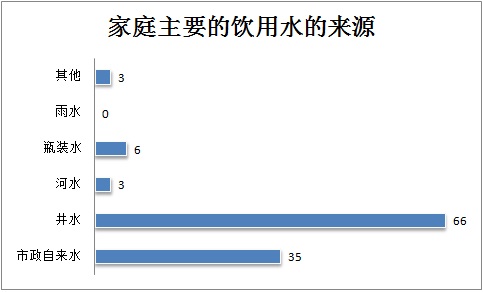 家庭主要的饮用水的来源
其他 3
雨水 0
瓶装水 6
河水 3
井水 66
市政自来水 35